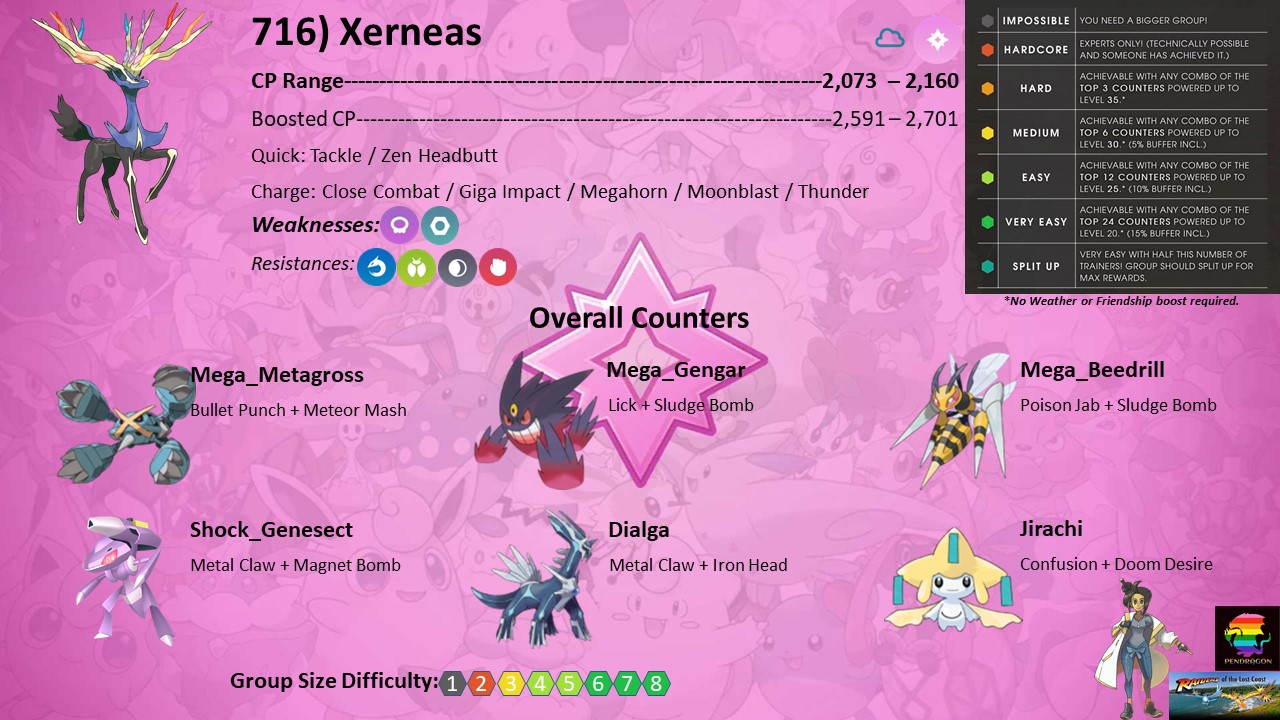 716) Xerneas
CP Range--------------------------------------------------------------------------------2,073 – 2,160
Boosted CP--------------------------------------------------------------------------------2,591 – 2,701
Quick: Tackle / Zen Headbutt
Charge: Close Combat / Giga Impact / Megahorn / Moonblast / Thunder
Weaknesses:
Resistances:
IMPOSSIBLE YOU NEED A BIGGER GROUP!
HARDCORE EXPERTS ONLY! (TECHNICALLY POSSIBLE
AND SOMEONE HAS ACHIEVED IT.)
HARD ACHIEVABLE WITH ANY COMBO OF THE
TOP 3 COUNTERS POWERED UP TO
LEVEL 35.*
MEDIUM ACHIEVABLE WITH ANY COMBO OF THE
TOP 6 COUNTERS POWERED UP TO
LEVEL 30.* (5% BUFFER INCL.)
EASY ACHIEVABLE WITH ANY COMBO OF THE
TOP 12 COUNTERS POWERED UP TO
LEVEL 25.* (10% BUFFER INCL.)
VERY EASY ACHIEVABLE WITH ANY COMBO OF THE
TOP 24 COUNTERS POWERED UP TO
LEVEL 20.* (15% BUFFER INCL.)
SPLIT UP VERY EASY WITH HALF THIS NUMBER OF
TRAINERS! GROUP SHOULD SPLIT UP FOR
MAX REWARDS.
*No Weather or Friendship boost required.
Overall Counters
Mega_Metagross
Bullet Punch + Meteor Mash
Mega_Gengar
Lick + Sludge Bomb
Mega_Beedrill
Poison Jab + Sludge Bomb
Shock_Genesect
Metal Claw + Magnet Bomb
Dialga
Metal Claw + Iron Head
Jirachi
Confusion + Doom Desire
Group Size Difficulty: 1 2 3 4 5 6 7 8
PENDRAGON
RAIDERS of the Lost Coast